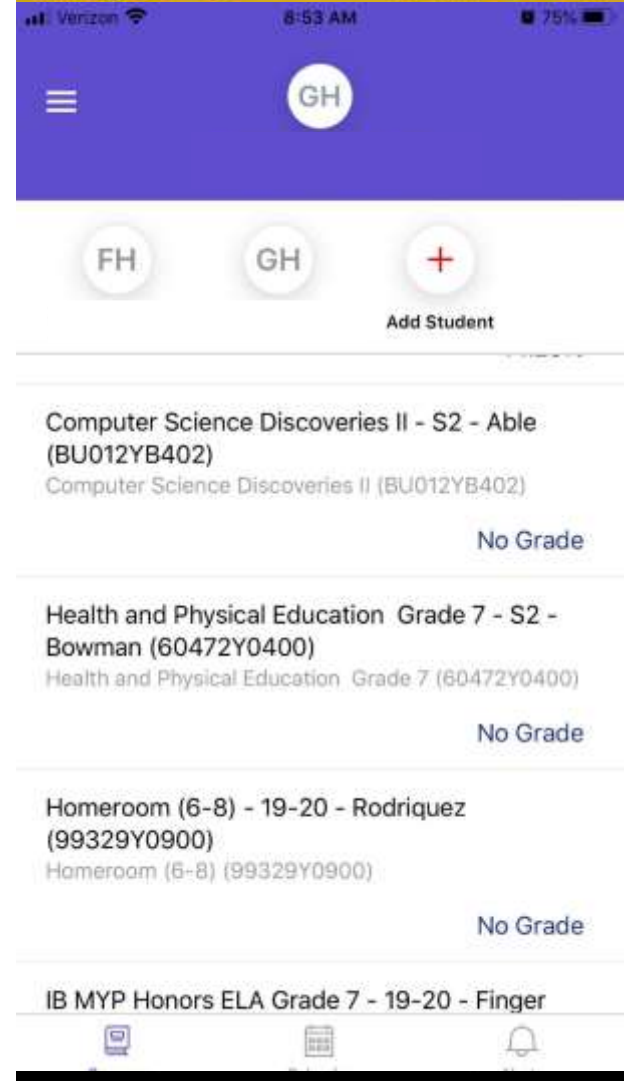 Verizon 8:53 AM 75%
GH
FH GH +
Add Student
Computer Science Discoveries II - S2 - Able
(BU012YB402)
Computer Science Discoveries II (BU012YB402)
No Grade
Health and Physical Education Grade 7 - S2 -
Bowman (60472Y0400)
Health and Physical Education Grade 7 (60472Y0400)
No Grade
Homeroom (6-8) - 19-20 - Rodriquez
(99329Y0900)
Homeroom (6-8) (99329Y0900)
No Grade
IB MYP Honors ELA Grade 7 - 19-20 - Finger